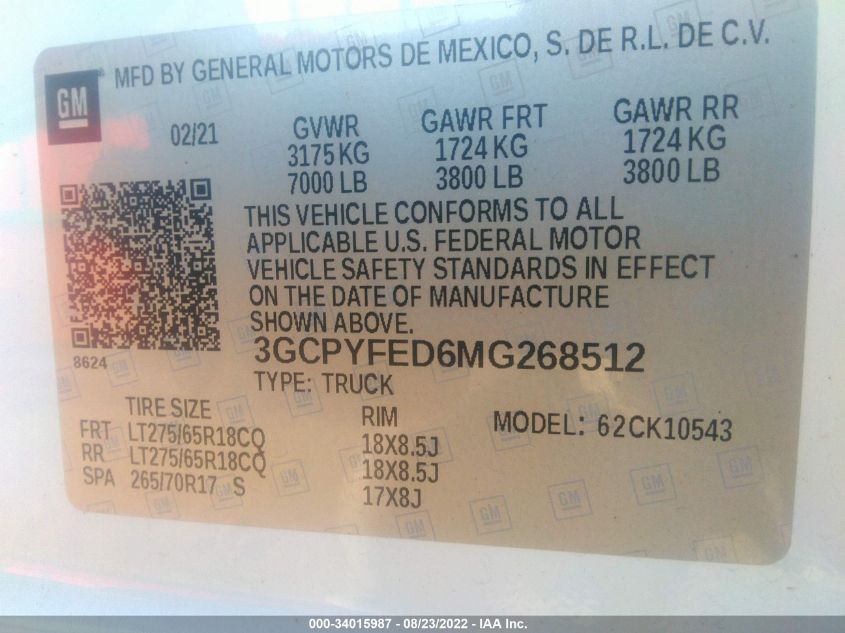 GM
MFD BY GENERAL MOTORS DE MEXICO, S. DE R.L. DE C.V.
02/21
GVWR
3175 KG
7000 LB
GAWR FRT
1724 KG
3800 LB
GAWR RR
1724 KG
3800 LB
THIS VEHICLE CONFORMS TO ALL
APPLICABLE U.S. FEDERAL MOTOR
VEHICLE SAFETY STANDARDS IN EFFECT
ON THE DATE OF MANUFACTURE
SHOWN ABOVE.
8624
3GCPYFED6MG268512
TYPE: TRUCK
TIRE SIZE
RIM
MODEL: 62CK10543
FRT LT275/65R18CQ 18X8.5J
RR LT275/65R18CQ 18X8.5J
SPA 265/70R17 S 17X8J
000-34015987 - 08/23/2022 - IAA Inc.